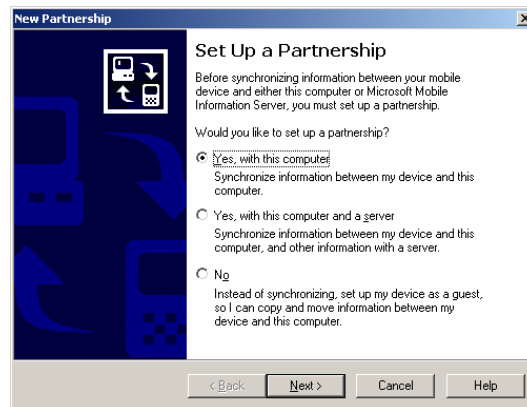 New Partnership
Set Up a Partnership
Before synchronizing information between your mobile
device and either this computer or Microsoft Mobile
Information Server, you must set up a partnership.
Would you like to set up a partnership?
Yes, with this computer
Synchronize information between my device and this
computer.
Yes, with this computer and a server
Synchronize information between my device and this
computer, and other information with a server.
No
Instead of synchronizing, set up my device as a guest,
so I can copy and move information between my
device and this computer.
< Back
Next >
Cancel
Help